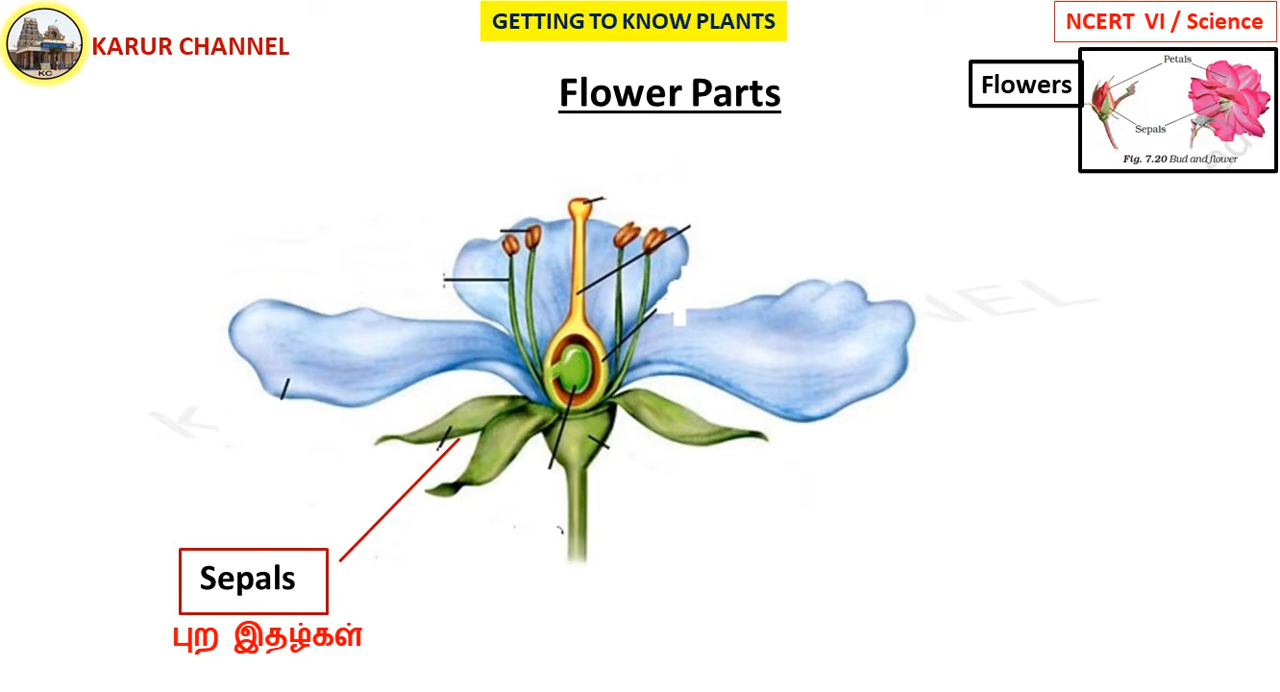 KARUR CHANNEL
KC
GETTING TO KNOW PLANTS
NCERT VI / Science
Flower Parts
Flowers
Petals
Sepals
Fig. 7.20 Bud and flower
Sepals
புற இதழ்கள்